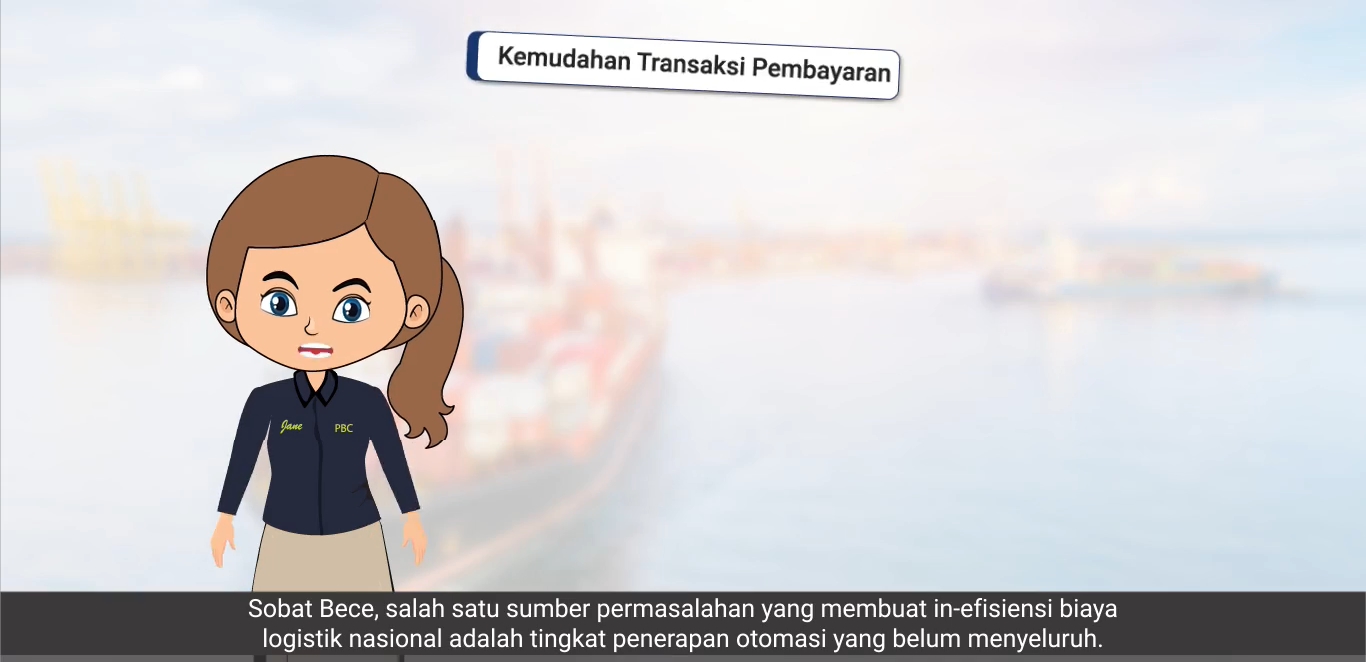 Kemudahan Transaksi Pembayaran
Jane
PBC
Sobat Bece, salah satu sumber permasalahan yang membuat in-efisiensi biaya
logistik nasional adalah tingkat penerapan otomasi yang belum menyeluruh.